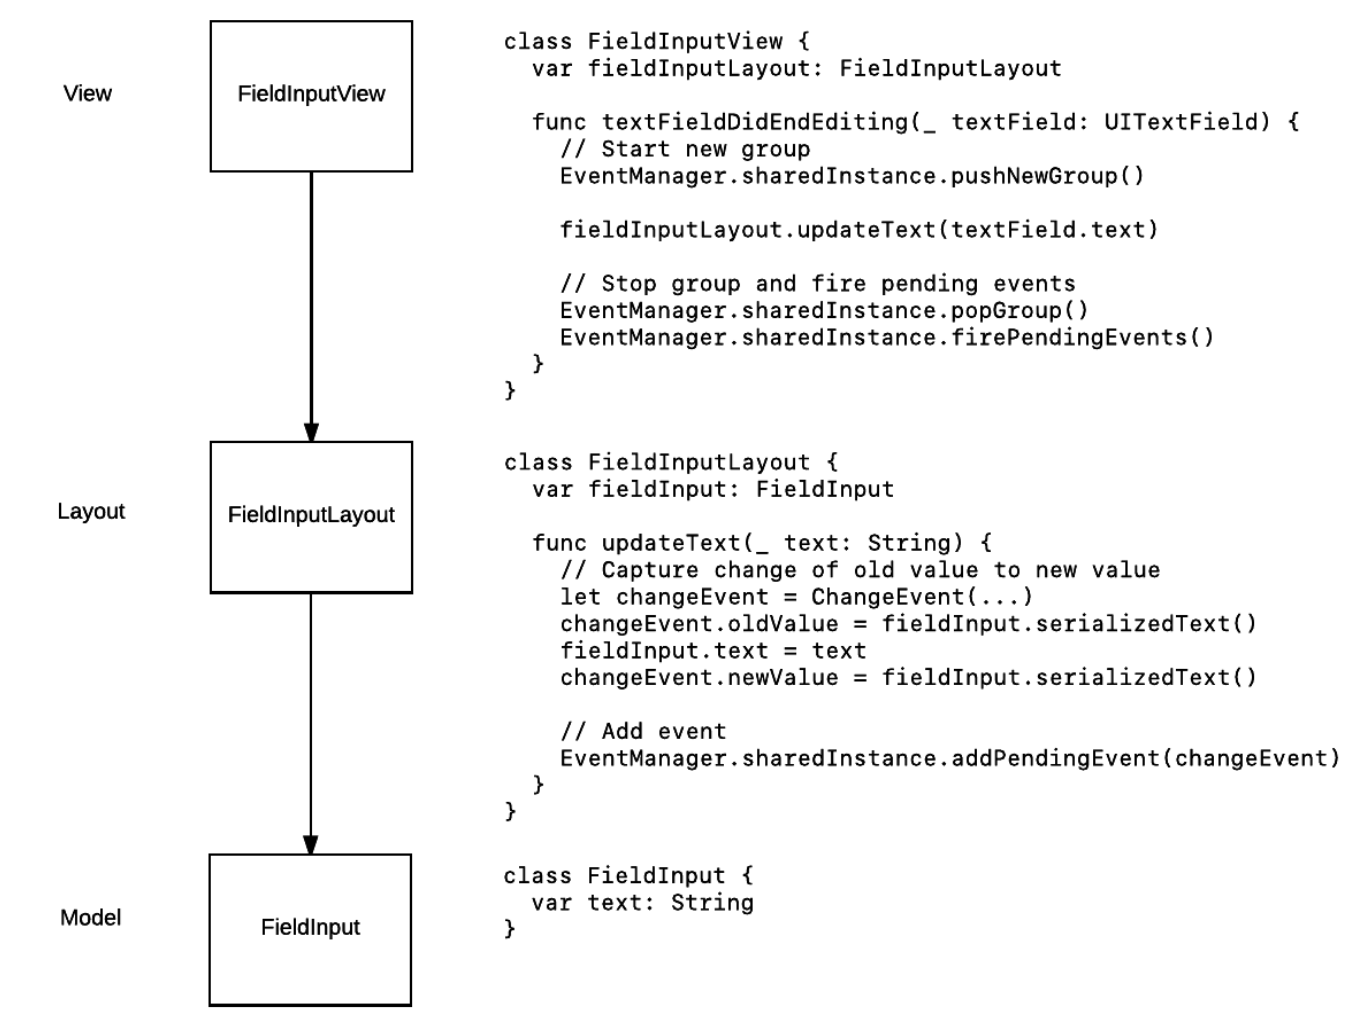 View
FieldInputView
class FieldInputView {
var fieldInputLayout: FieldInputLayout
func textFieldDidEndEditing(_ textField: UITextField) {
// Start new group
EventManager.sharedInstance.pushNewGroup()
fieldInputLayout.updateText(textField.text)
// Stop group and fire pending events
EventManager.sharedInstance.popGroup()
EventManager.sharedInstance.firePendingEvents()
}
}
Layout
FieldInputLayout
class FieldInputLayout {
var fieldInput: FieldInput
func updateText(_ text: String) {
// Capture change of old value to new value
let changeEvent = ChangeEvent(...)
changeEvent.oldValue = fieldInput.serializedText()
fieldInput.text = text
changeEvent.newValue = fieldInput.serializedText()
// Add event
EventManager.sharedInstance.addPendingEvent(changeEvent)
}
}
Model
FieldInput
class FieldInput {
var text: String
}